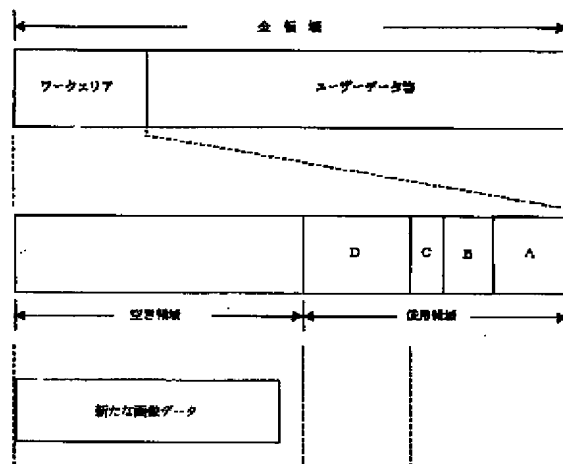 全 領 域
ワークエリア
ユーザーデータ等
D
C
B
A
空き領域
使用領域
新たな画像データ